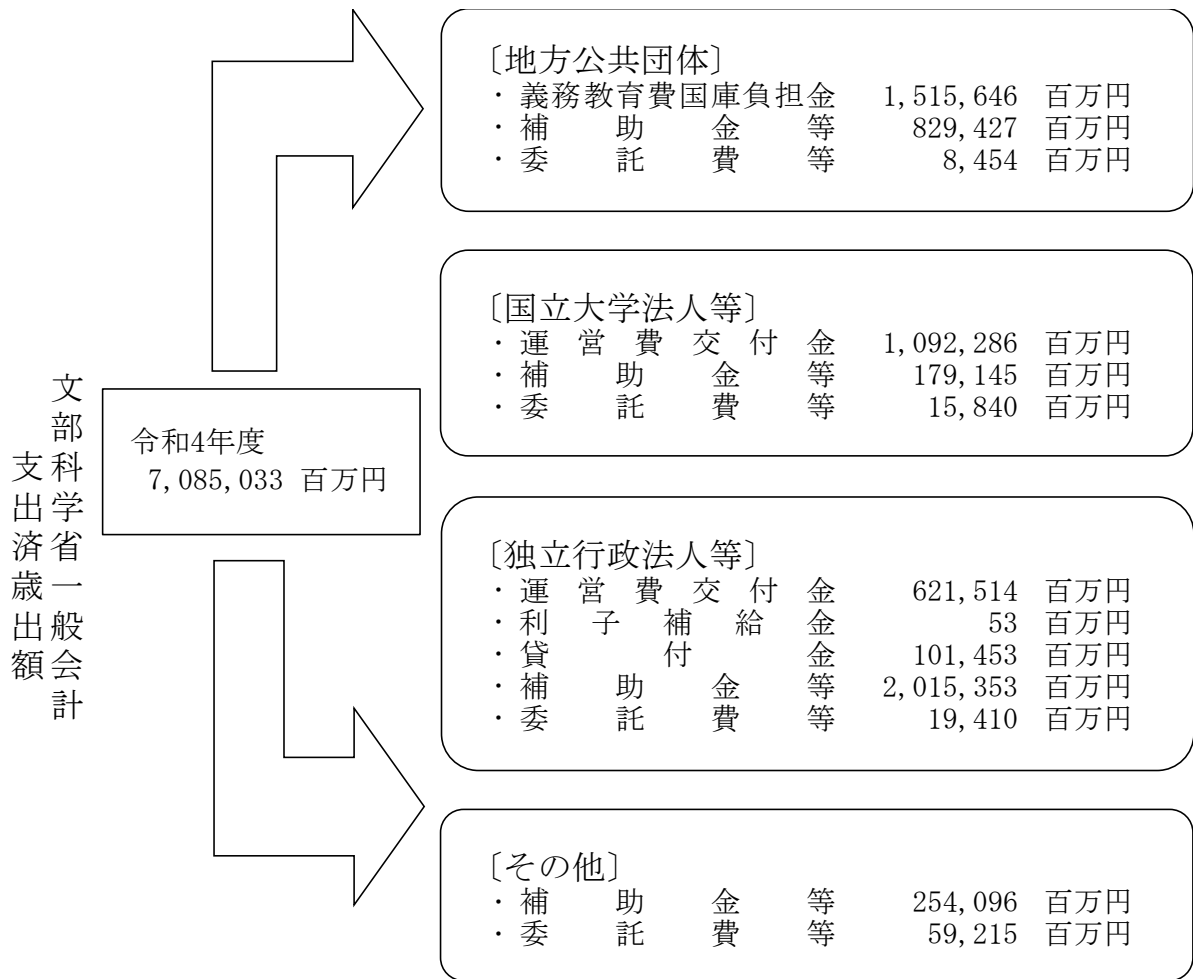 文部科学省一般会計
支出済歳出額
令和4年度
7,085,033 百万円
〔地方公共団体〕
・義務教育費国庫負担金 1,515,646 百万円
・補助金等 829,427 百万円
・委託費等 8,454 百万円
〔国立大学法人等〕
・運営費交付金 1,092,286 百万円
・補助金等 179,145 百万円
・委託費等 15,840 百万円
〔独立行政法人等〕
・運営費交付金 621,514 百万円
・利子補給金 53 百万円
・貸付金 101,453 百万円
・補助金等 2,015,353 百万円
・委託費等 19,410 百万円
〔その他〕
・補助金等 254,096 百万円
・委託費等 59,215 百万円